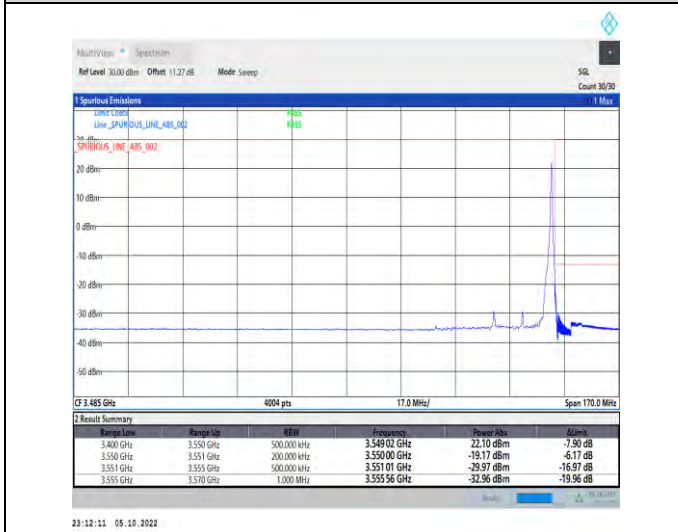 MultiView Spectrum
Ref Level 30.00 dBm Offset 11.27 dB Mode Sweep SGL
Count 30/30
1 Spurious Emissions 1 Max
Limit Check PASS
Line _SPURIOUS_LINE_ABS_002 PASS
_SPURIOUS_LINE_ABS_002
20 dBm
10 dBm
0 dBm
-10 dBm
-20 dBm
-30 dBm
-40 dBm
-50 dBm
CF 3.485 GHz 4004 pts 17.0 MHz/ Span 170.0 MHz
2 Result Summary
Range Low Range Up RBW Frequency Power Abs ΔLimit
3.400 GHz 3.550 GHz 500.000 kHz 3.549 02 GHz 22.10 dBm -7.90 dB
3.550 GHz 3.551 GHz 200.000 kHz 3.550 00 GHz -19.17 dBm -6.17 dB
3.551 GHz 3.555 GHz 500.000 kHz 3.551 01 GHz -29.97 dBm -16.97 dB
3.555 GHz 3.570 GHz 1.000 MHz 3.555 56 GHz -32.96 dBm -19.96 dB
23:12:11 05.10.2022